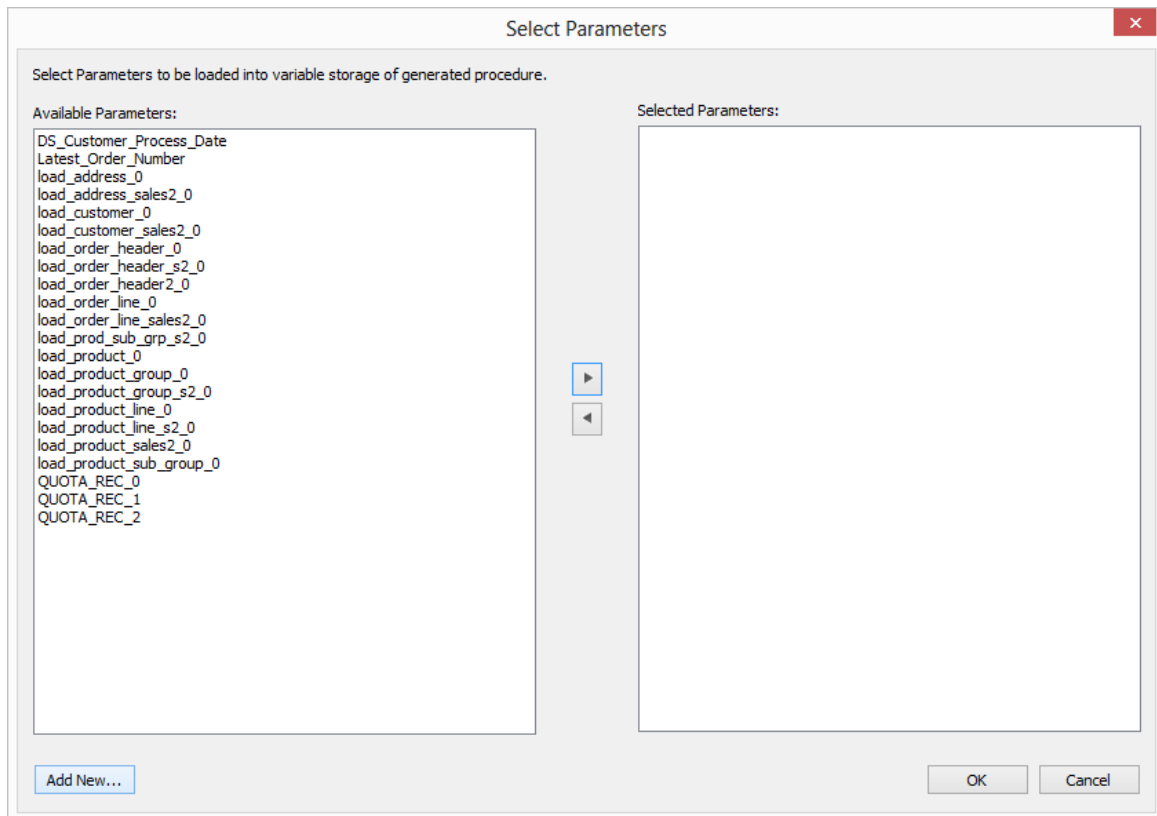 Select Parameters
Select Parameters to be loaded into variable storage of generated procedure.
Available Parameters:
DS_Customer_Process_Date
Latest_Order_Number
load_address_0
load_address_sales2_0
load_customer_0
load_customer_sales2_0
load_order_header_0
load_order_header_s2_0
load_order_header2_0
load_order_line_0
load_order_line_sales2_0
load_prod_sub_grp_s2_0
load_product_0
load_product_group_0
load_product_group_s2_0
load_product_line_0
load_product_line_s2_0
load_product_sales2_0
load_product_sub_group_0
QUOTA_REC_0
QUOTA_REC_1
QUOTA_REC_2
Selected Parameters:
Add New...
OK
Cancel